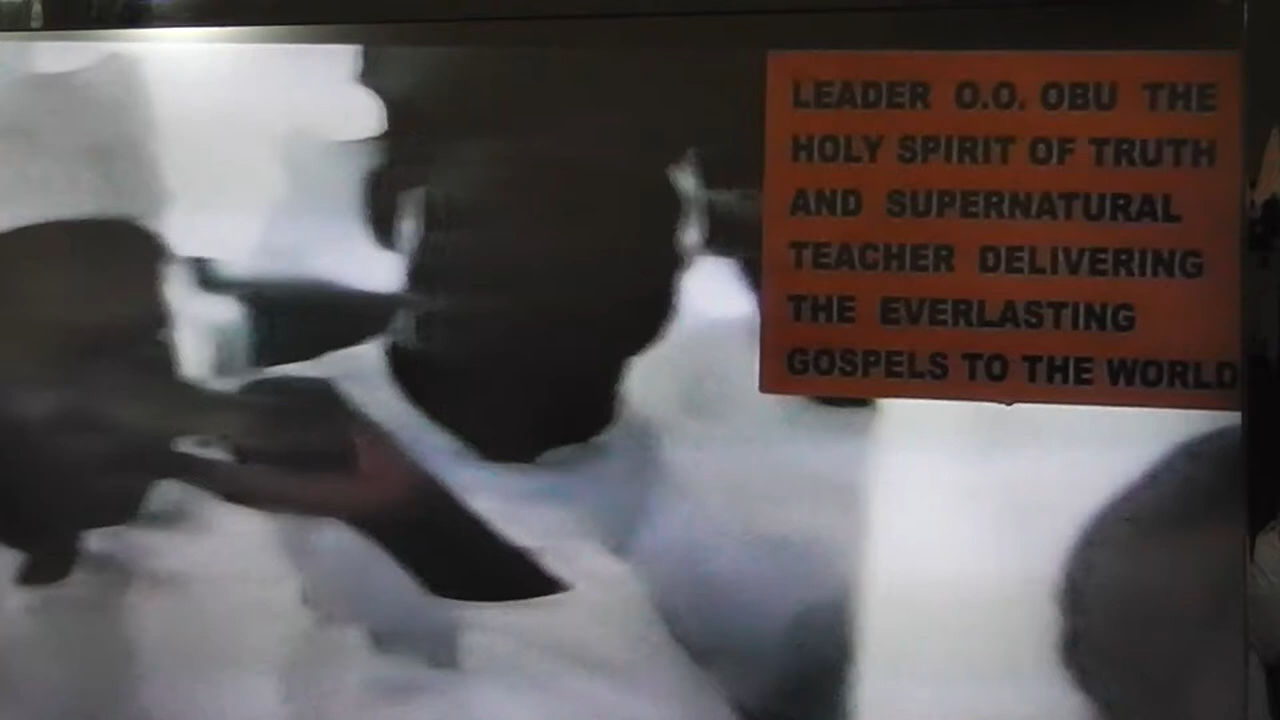 LEADER O.O. OBU THE
HOLY SPIRIT OF TRUTH
AND SUPERNATURAL
TEACHER DELIVERING
THE EVERLASTING
GOSPELS TO THE WORLD